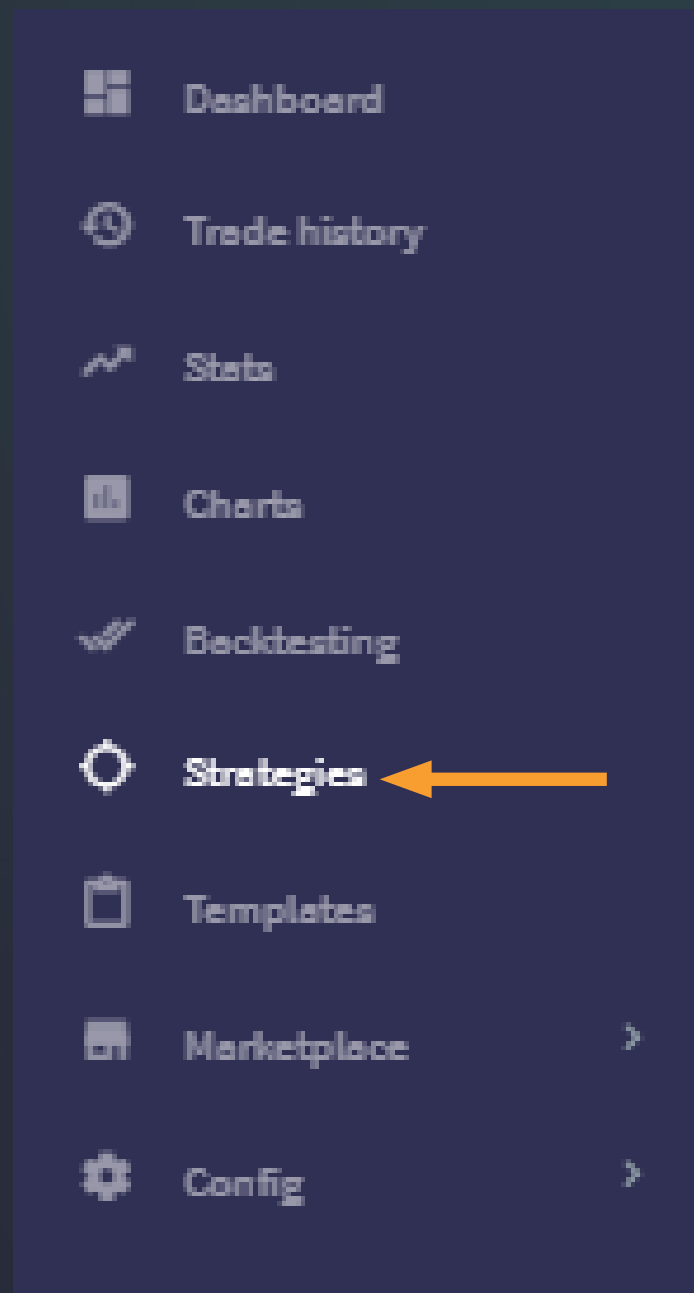 Dashboard
Trade history
Stats
Charts
Backtesting
Strategies
Templates
Marketplace
Config